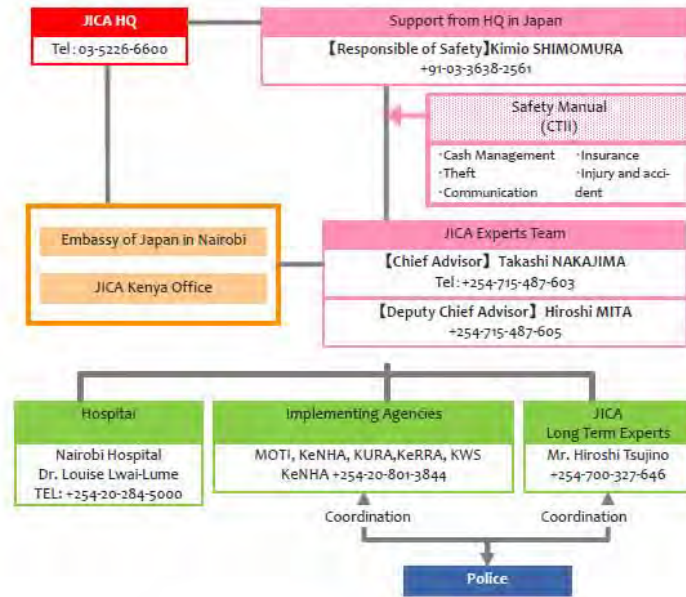 JICA HQ
Tel : 03-5226-6600
Support from HQ in Japan
【Responsible of Safety】Kimio SHIMOMURA
+91-03-3638-2561
Safety Manual
(CTII)
·Cash Management
·Theft
·Communication
·Insurance
·Injury and acci-
dent
Embassy of Japan in Nairobi
JICA Kenya Office
JICA Experts Team
【Chief Advisor】Takashi NAKAJIMA
Tel : +254-715-487-603
【Deputy Chief Advisor】Hiroshi MITA
+254-715-487-605
Hospital
Nairobi Hospital
Dr. Louise Lwai-Lume
TEL: +254-20-284-5000
Implementing Agencies
MOTI, KeNHA, KURA,KeRRA, KWS
KeNHA +254-20-801-3844
JICA
Long Term Experts
Mr. Hiroshi Tsujino
+254-700-327-646
Coordination
Coordination
Police